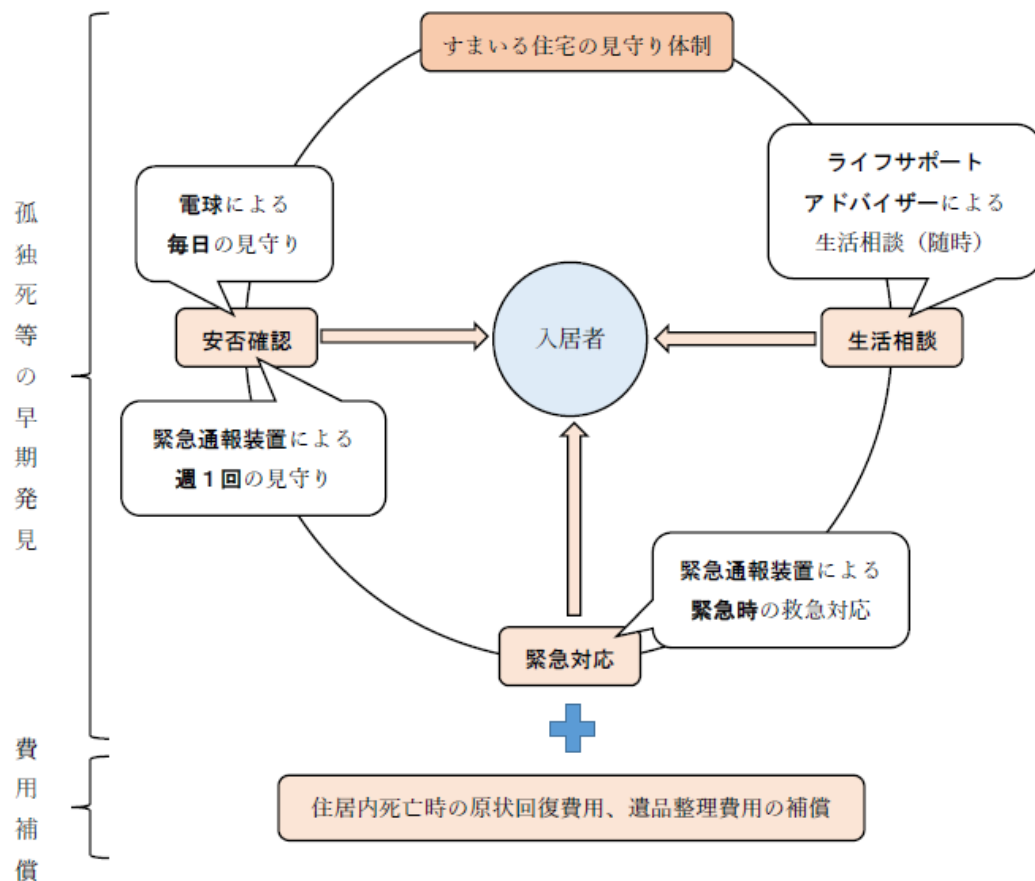 すまいる住宅の見守り体制
ライフサポート
アドバイザーによる
生活相談（随時）
電球による
毎日の見守り
孤独死等の早期発見
安否確認
入居者
生活相談
緊急通報装置による
週１回の見守り
緊急通報装置による
緊急時の救急対応
緊急対応
費用補償
住居内死亡時の原状回復費用、遺品整理費用の補償